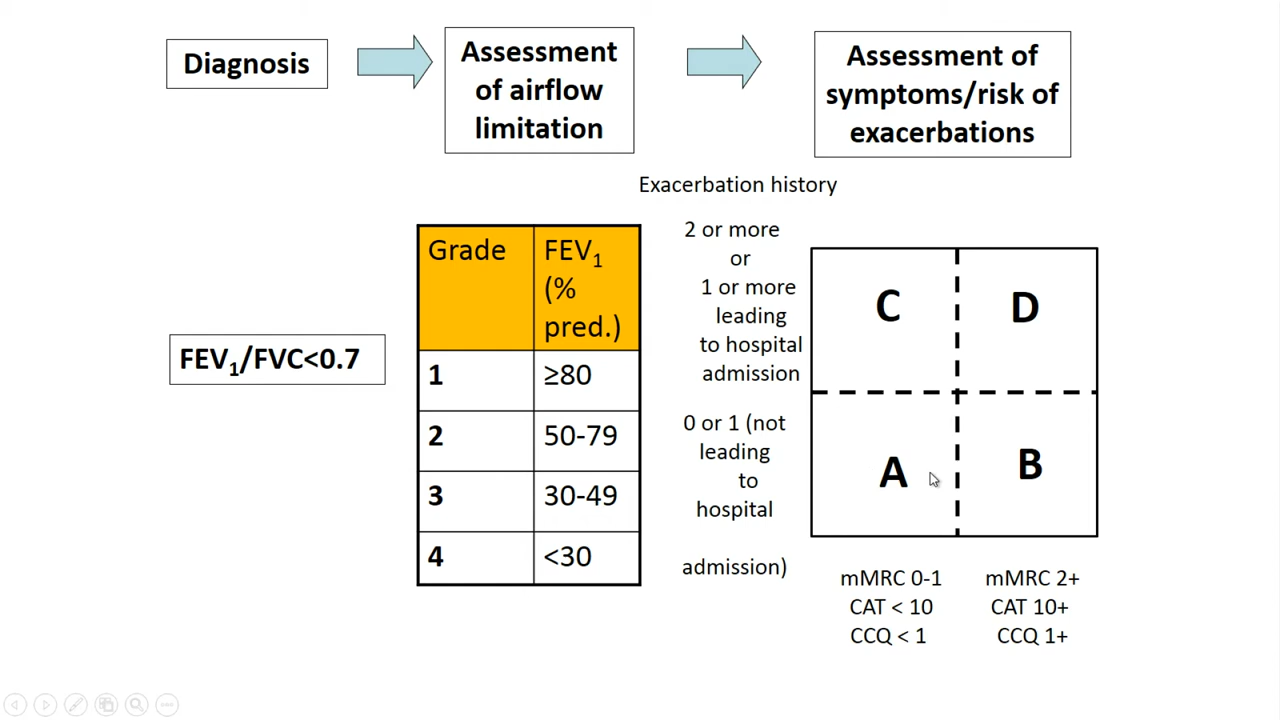 Diagnosis
Assessment
of airflow
limitation
Assessment of
symptoms/risk of
exacerbations
Exacerbation history
FEV₁/FVC<0.7
Grade
FEV₁
(%
pred.)
1
≥80
2
50-79
3
30-49
4
<30
2 or more
or
1 or more
leading
to hospital
admission
0 or 1 (not
leading
to
hospital
admission)
C
D
A
B
mMRC 0-1
CAT < 10
CCQ < 1
mMRC 2+
CAT 10+
CCQ 1+